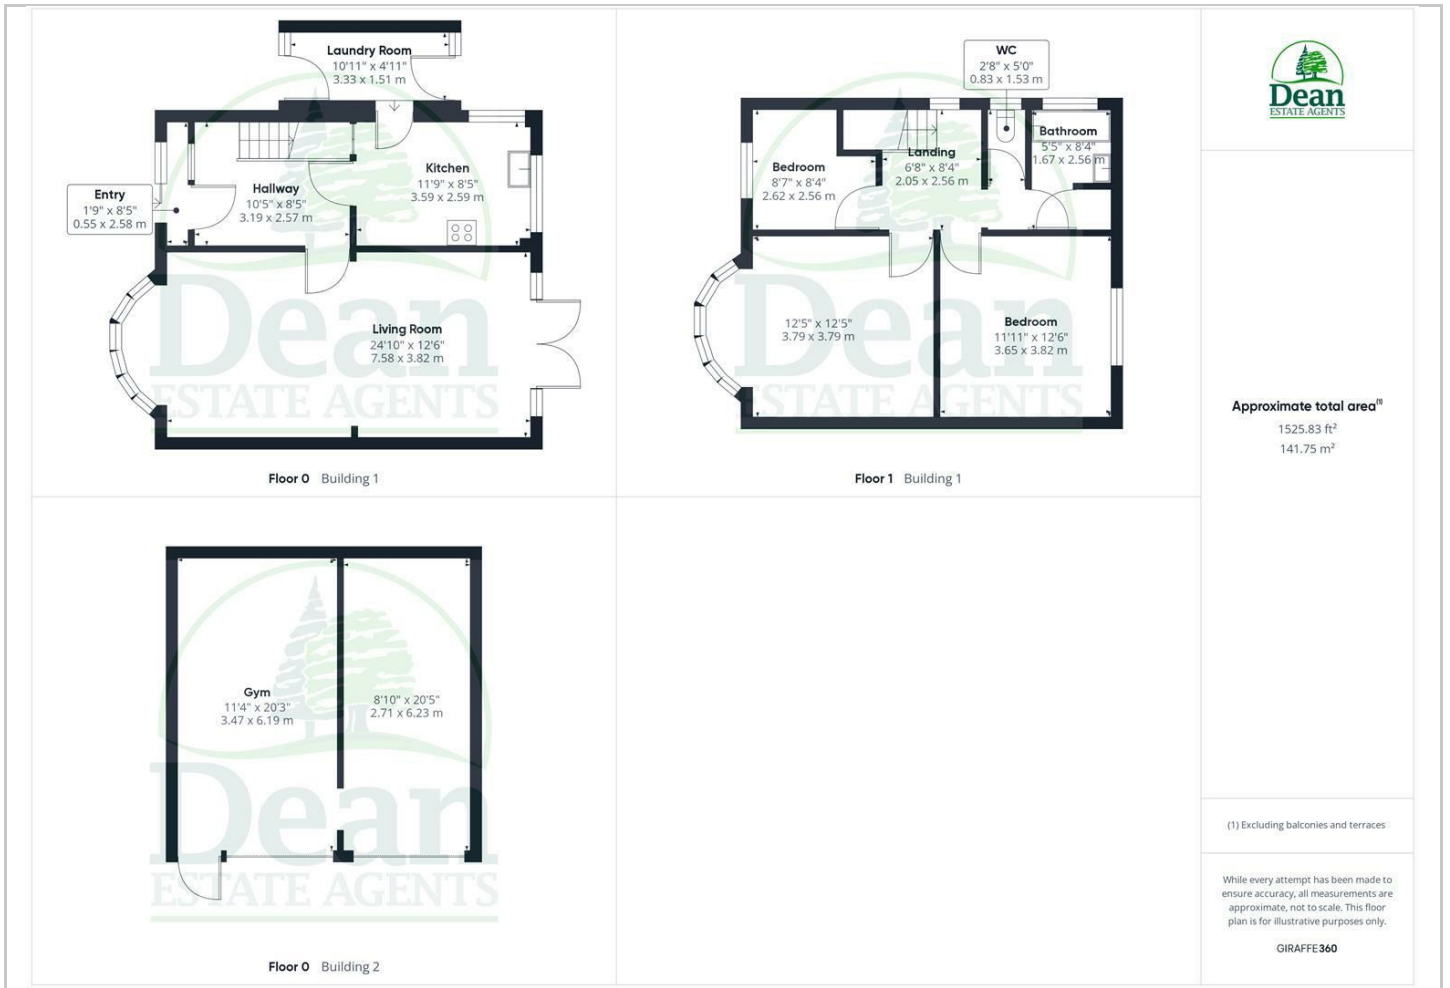 Laundry Room
10'11" x 4'11"
3.33 x 1.51 m
Entry
1'9" x 8'5"
0.55 x 2.58 m
Hallway
10'5" x 8'5"
3.19 x 2.57 m
Kitchen
11'9" x 8'5"
3.59 x 2.59 m
Living Room
24'10" x 12'6"
7.58 x 3.82 m
Dean
ESTATE AGENTS
Floor 0 Building 1
WC
2'8" x 5'0"
0.83 x 1.53 m
Bedroom
8'7" x 8'4"
2.62 x 2.56 m
Landing
6'8" x 8'4"
2.05 x 2.56 m
Bathroom
5'5" x 8'4"
1.67 x 2.56 m
12'5" x 12'5"
3.79 x 3.79 m
Bedroom
11'11" x 12'6"
3.65 x 3.82 m
Dean
ESTATE AGENTS
Floor 1 Building 1
Gym
11'4" x 20'3"
3.47 x 6.19 m
8'10" x 20'5"
2.71 x 6.23 m
Dean
ESTATE AGENTS
Floor 0 Building 2
Dean
ESTATE AGENTS
Approximate total area(1)
1525.83 ft²
141.75 m²
(1) Excluding balconies and terraces
While every attempt has been made to
ensure accuracy, all measurements are
approximate, not to scale. This floor
plan is for illustrative purposes only.
GIRAFFE360